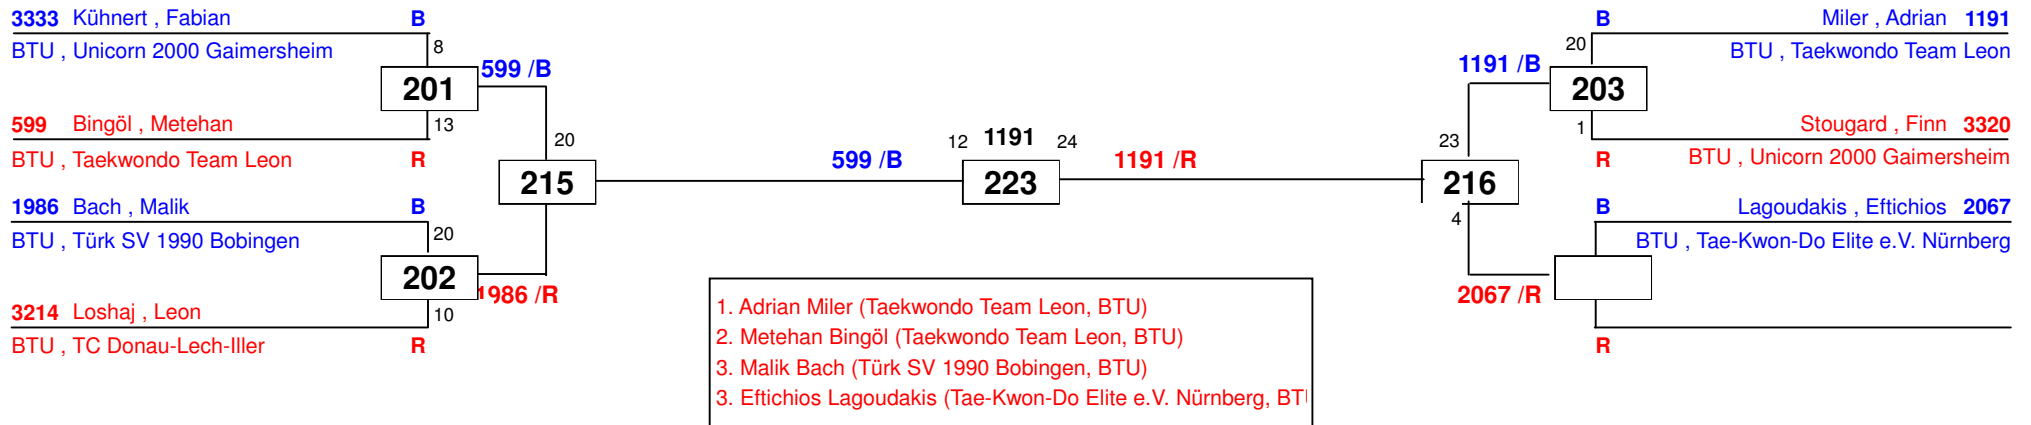 3333 Kühnert , Fabian B
BTU , Unicorn 2000 Gaimersheim
8
201
599 /B
599 Bingöl , Metehan
13
BTU , Taekwondo Team Leon R
20
215
1986 Bach , Malik B
BTU , Türk SV 1990 Bobingen
20
202
1986 /R
3214 Loshaj , Leon
10
BTU , TC Donau-Lech-Iller R
599 /B
12 1191 24
223
1191 /R
B Miler , Adrian 1191
20
BTU , Taekwondo Team Leon
1191 /B
203
1
Stougard , Finn 3320
R BTU , Unicorn 2000 Gaimersheim
23
216
4
B Lagoudakis , Eftichios 2067
BTU , Tae-Kwon-Do Elite e.V. Nürnberg
2067 /R
R
1. Adrian Miler (Taekwondo Team Leon, BTU)
2. Metehan Bingöl (Taekwondo Team Leon, BTU)
3. Malik Bach (Türk SV 1990 Bobingen, BTU)
3. Eftichios Lagoudakis (Tae-Kwon-Do Elite e.V. Nürnberg, BT